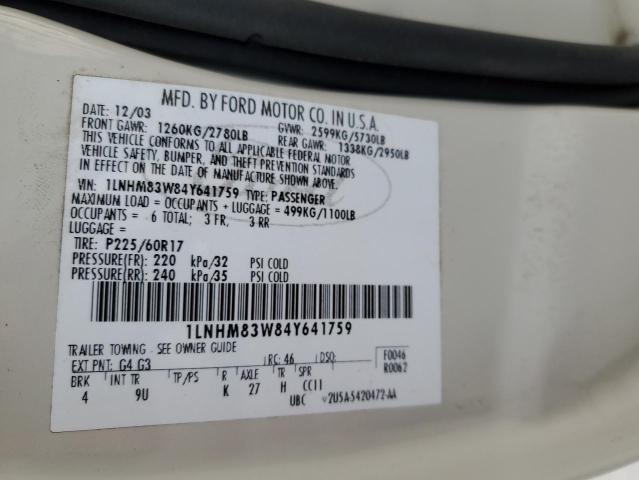 MFD. BY FORD MOTOR CO. IN U.S.A.
DATE: 12/03 GVWR: 2599KG/5730LB
FRONT GAWR: 1260KG/2780LB REAR GAWR: 1338KG/2950LB
THIS VEHICLE CONFORMS TO ALL APPLICABLE FEDERAL MOTOR
VEHICLE SAFETY, BUMPER, AND THEFT PREVENTION STANDARDS
IN EFFECT ON THE DATE OF MANUFACTURE SHOWN ABOVE.
VIN: 1LNHM83W84Y641759 TYPE: PASSENGER
MAXIMUM LOAD = OCCUPANTS + LUGGAGE = 499KG/1100LB
OCCUPANTS = 6 TOTAL; 3 FR, 3 RR
LUGGAGE =
TIRE: P225/60R17
PRESSURE(FR) 220 kPa/32 PSI COLD
PRESSURE(RR) 240 kPa/35 PSI COLD
1LNHM83W84Y641759
TRAILER TOWING - SEE OWNER GUIDE
EXT PNT: G4 G3 RC: 46 DSO: F0046
R0062
BRK INT TR TP/PS R AXLE TR SPR
4 9U K 27 H CC11
UBC V2U5A-5420472-AA